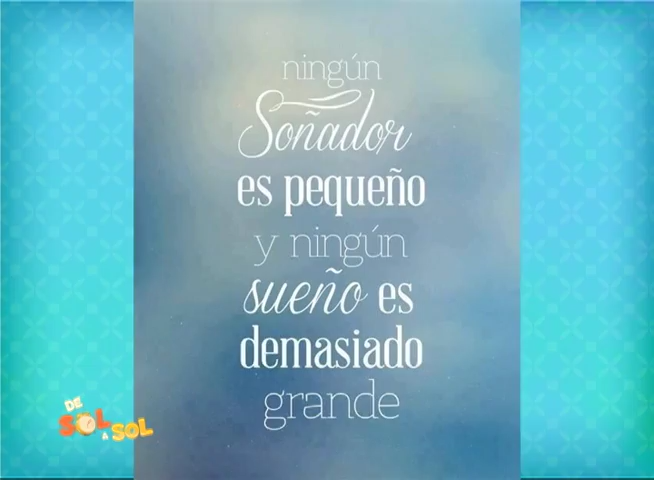 ningún
Soñador
es pequeño
y ningún
sueño es
demasiado
grande
DE
SOL
A SOL